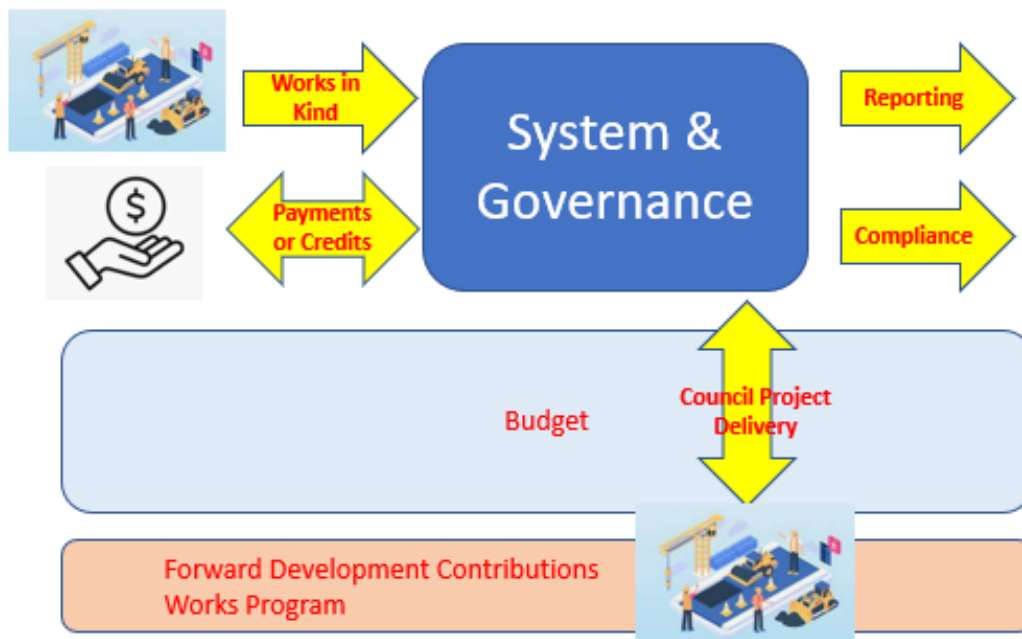 Works in
Kind
System &
Governance
Reporting
$
Payments
or Credits
Compliance
Budget
Council Project
Delivery
Forward Development Contributions
Works Program